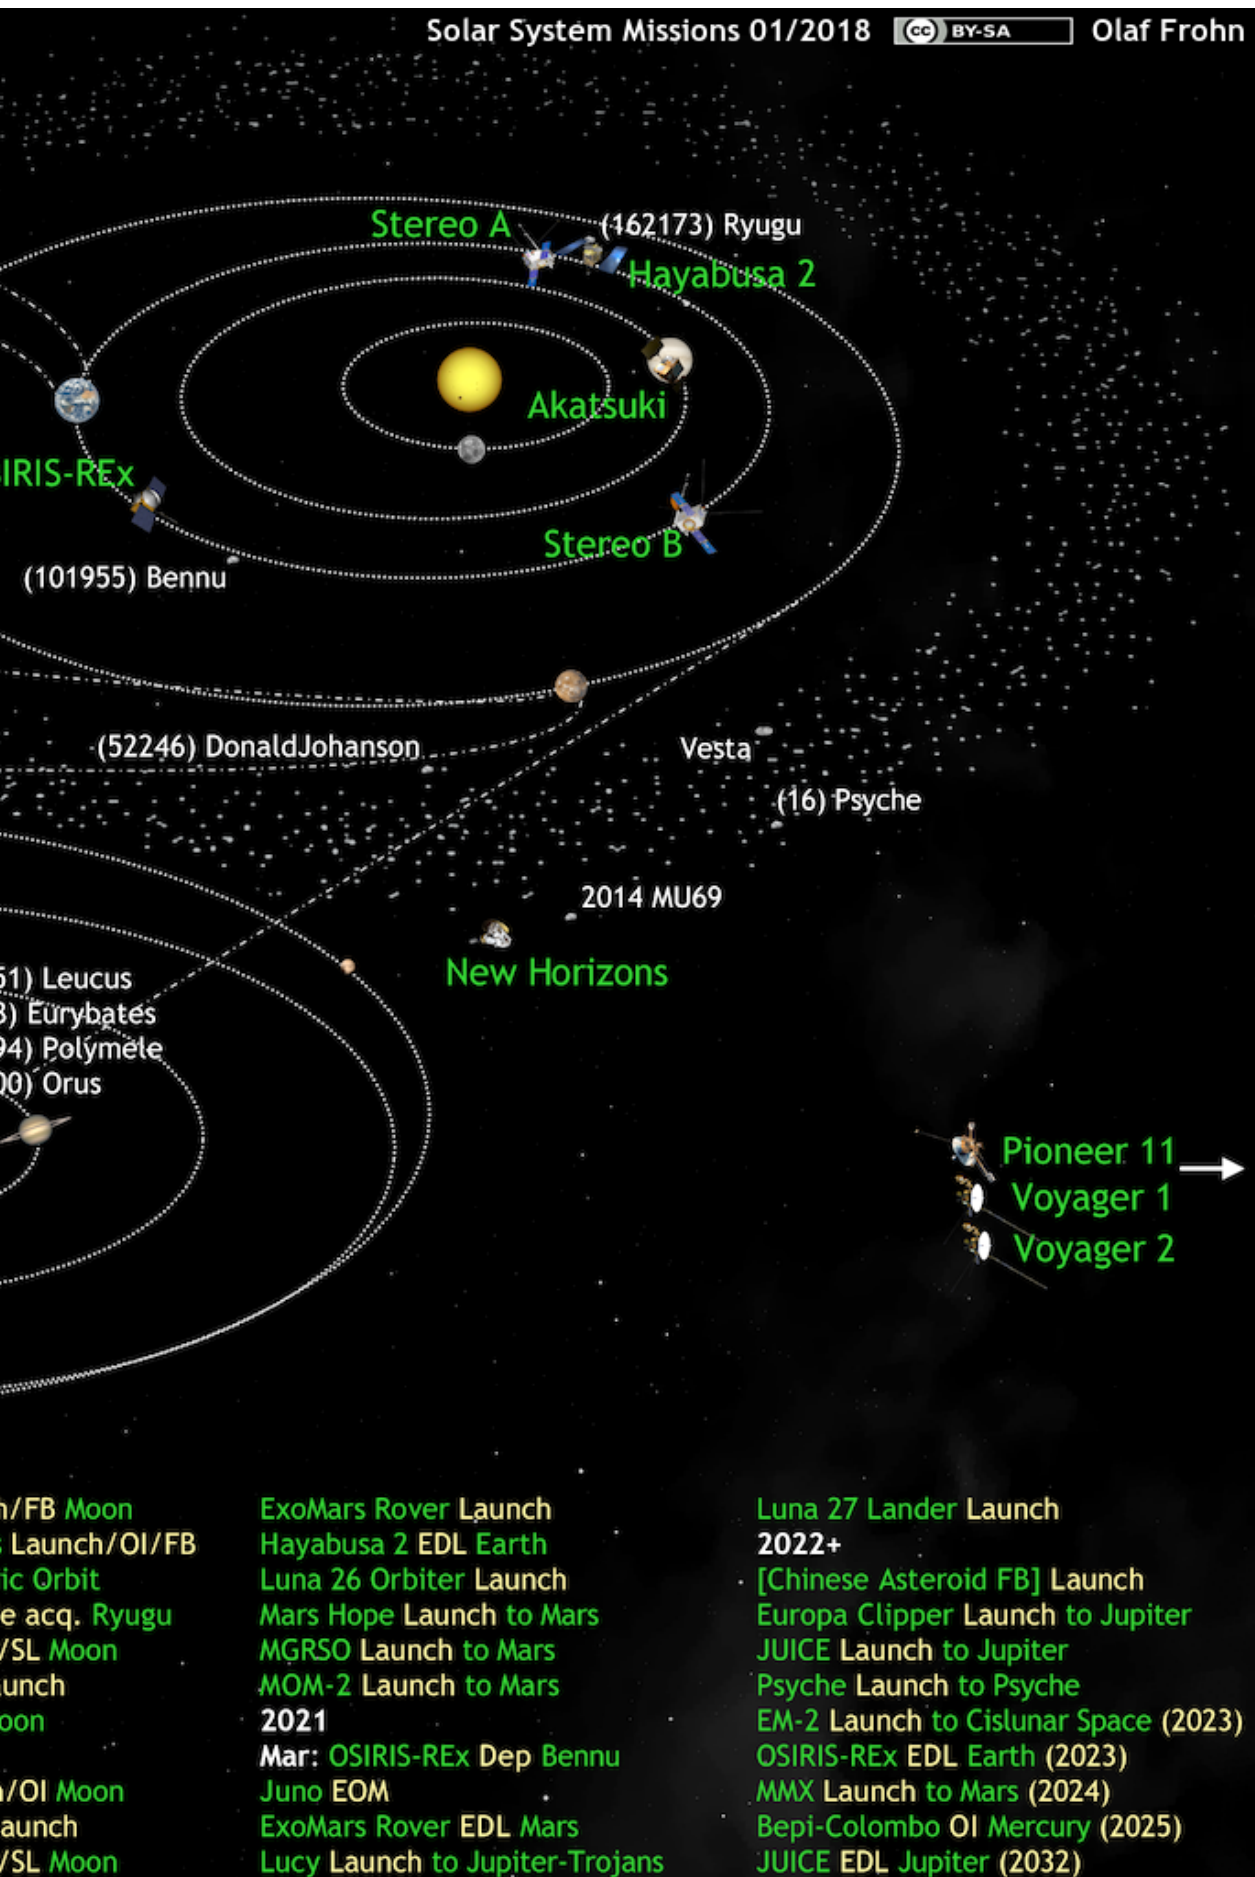 Solar System Missions 01/2018 cc BY-SA Olaf Frohn
Stereo A
(162173) Ryugu
Hayabusa 2
Akatsuki
SIRIS-REx
Stereo B
(101955) Bennu
(52246) DonaldJohanson
Vesta
(16) Psyche
2014 MU69
New Horizons
51) Leucus
3) Eurybates
94) Polymele
00) Orus
Pioneer 11
Voyager 1
Voyager 2
h/FB Moon
s Launch/OI/FB
ic Orbit
e acq. Ryugu
/SL Moon
aunch
oon
n/OI Moon
aunch
/SL Moon
ExoMars Rover Launch
Hayabusa 2 EDL Earth
Luna 26 Orbiter Launch
Mars Hope Launch to Mars
MGRSO Launch to Mars
MOM-2 Launch to Mars
2021
Mar: OSIRIS-REx Dep Bennu
Juno EOM
ExoMars Rover EDL Mars
Lucy Launch to Jupiter-Trojans
Luna 27 Lander Launch
2022+
[Chinese Asteroid FB] Launch
Europa Clipper Launch to Jupiter
JUICE Launch to Jupiter
Psyche Launch to Psyche
EM-2 Launch to Cislunar Space (2023)
OSIRIS-REx EDL Earth (2023)
MMX Launch to Mars (2024)
Bepi-Colombo OI Mercury (2025)
JUICE EDL Jupiter (2032)